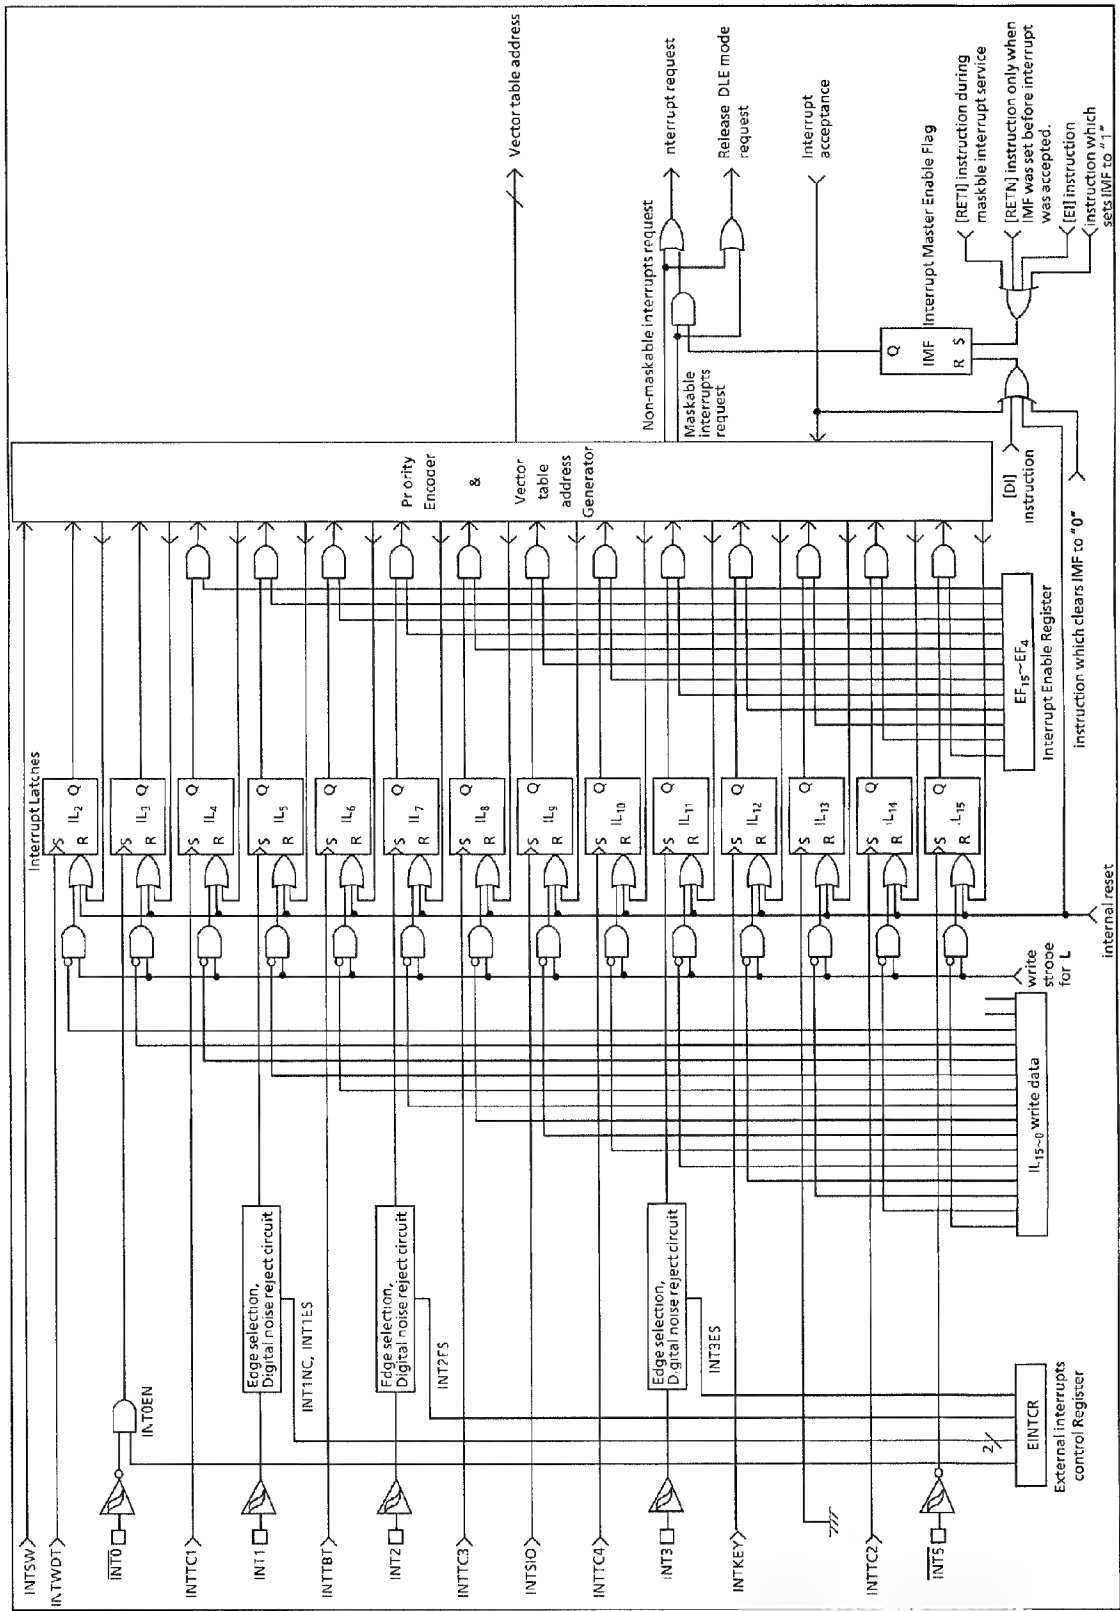 INTSW
INTWDT
INT0
INTTC1
INT1
INTTBT
INT2
INTTC3
INTSIO
INTTC4
INT3
INTKEY
INTTC2
INT5
INT0EN
Edge selection,
Digital noise reject circuit
INT1NC, INT1ES
Edge selection,
Digital noise reject circuit
INT2ES
Edge selection,
Digital noise reject circuit
INT3ES
2
EINTCR
External interrupts
control Register
IL15~0 write data
write
strobe
for L
internal reset
Interrupt Latches
S R Q IL2
S R Q IL3
S R Q IL4
S R Q IL5
S R Q IL6
S R Q IL7
S R Q IL8
S R Q IL9
S R Q IL10
S R Q IL11
S R Q IL12
S R Q IL13
S R Q IL14
S R Q IL15
EF15~EF4
Interrupt Enable Register
instruction which clears IMF to "0"
Priority
Encoder
&
Vector
table
address
Generator
[DI]
instruction
Vector table address
Non-maskable interrupts request
Maskable
interrupts
request
nterrupt request
Release DLE mode
request
Interrupt
acceptance
Q
IMF
R S
Interrupt Master Enable Flag
[RETI] instruction during
maskble interrupt service
[RETN] instruction only when
IMF was set before interrupt
was accepted.
[EI] instruction
instruction which
sets IMF to "1"